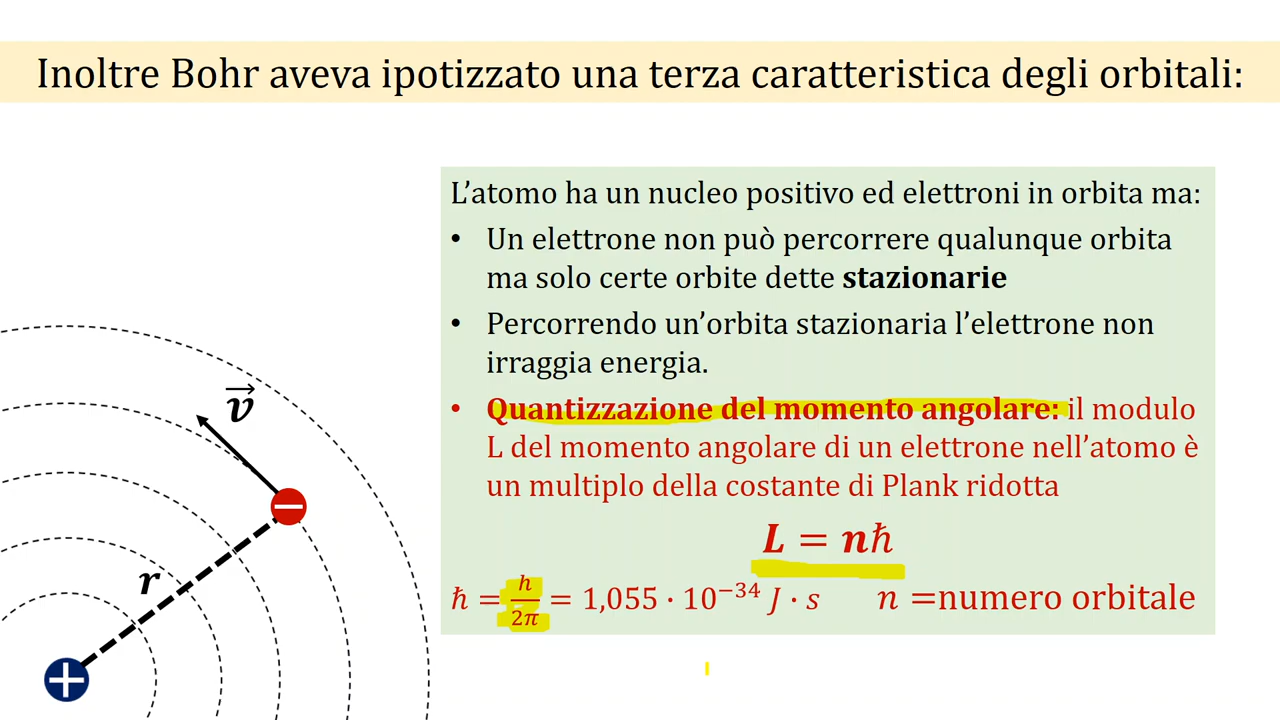 Inoltre Bohr aveva ipotizzato una terza caratteristica degli orbitali:
L’atomo ha un nucleo positivo ed elettroni in orbita ma:
• Un elettrone non può percorrere qualunque orbita
ma solo certe orbite dette stazionarie
• Percorrendo un’orbita stazionaria l’elettrone non
irraggia energia.
• Quantizzazione del momento angolare: il modulo
L del momento angolare di un elettrone nell’atomo è
un multiplo della costante di Plank ridotta
L = nħ
ħ = h/2π = 1,055 · 10⁻³⁴ J · s n =numero orbitale
v⃗
r